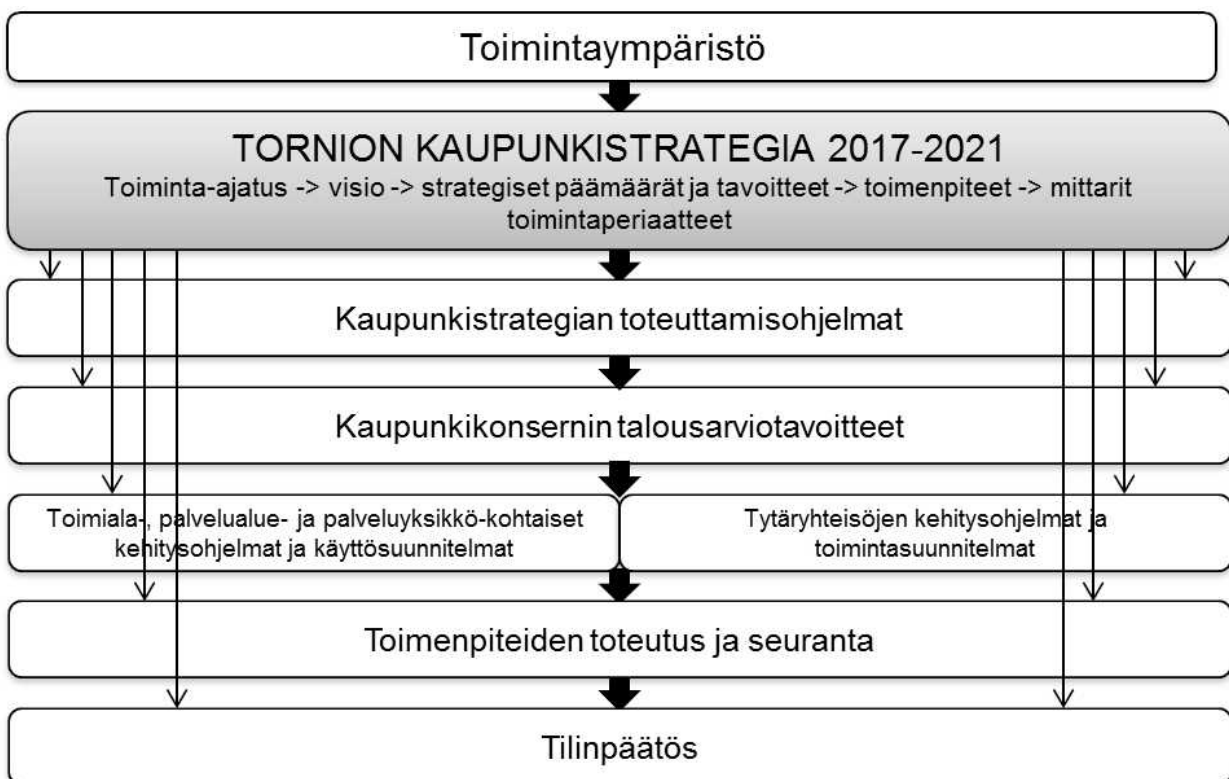 Toimintaympäristö
TORNION KAUPUNKISTRATEGIA 2017-2021
Toiminta-ajatus -> visio -> strategiset päämäärät ja tavoitteet -> toimenpiteet -> mittarit
toimintaperiaatteet
Kaupunkistrategian toteuttamisohjelmat
Kaupunkikonsernin talousarviotavoitteet
Toimiala-, palvelualue- ja palveluyksikkö-kohtaiset
kehitysohjelmat ja käyttösuunnitelmat
Tytäryhteisöjen kehitysohjelmat ja
toimintasuunnitelmat
Toimenpiteiden toteutus ja seuranta
Tilinpäätös